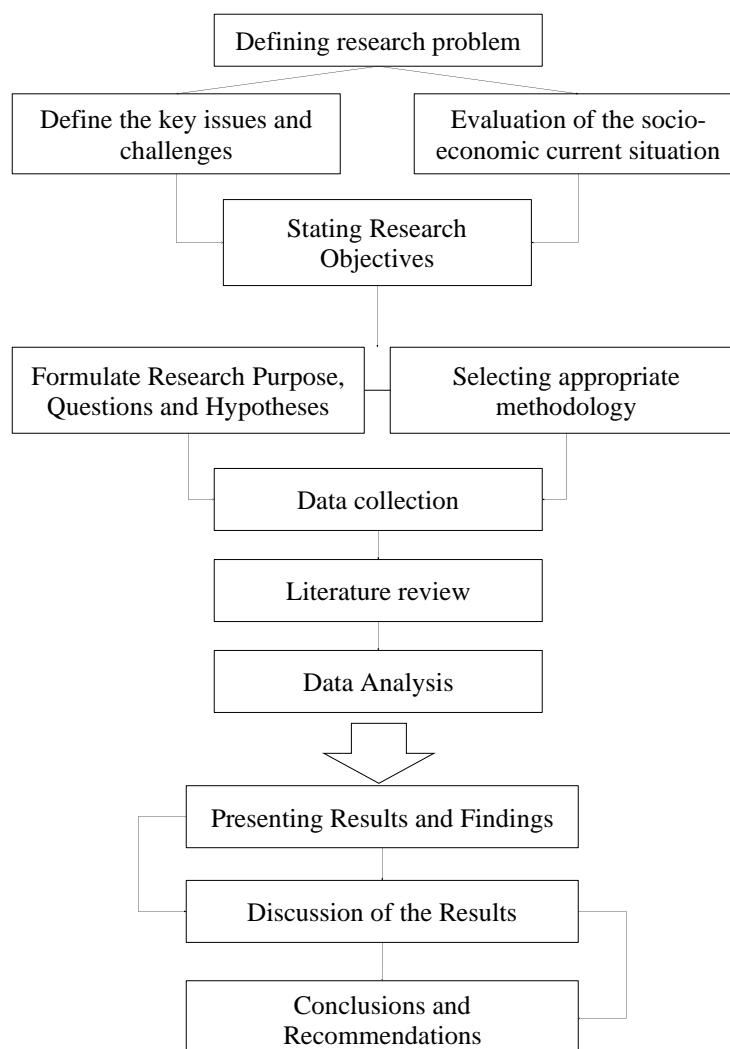 Defining research problem
Define the key issues and
challenges
Evaluation of the socio-
economic current situation
Stating Research
Objectives
Formulate Research Purpose,
Questions and Hypotheses
Selecting appropriate
methodology
Data collection
Literature review
Data Analysis
Presenting Results and Findings
Discussion of the Results
Conclusions and
Recommendations